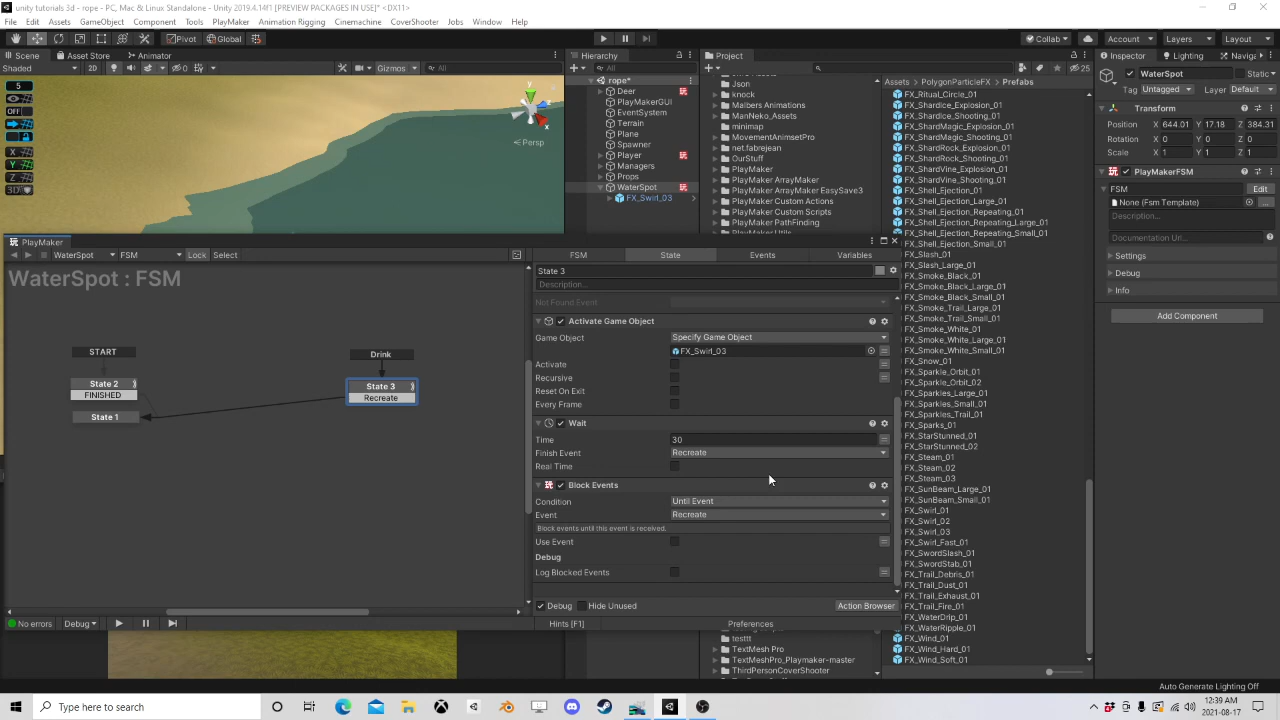 unity tutorials 3 - rope - PC, Mac & Linux Standalone - Unity 2019.4.14f1 [PREVIEW PACKAGES IN USE]* <DX11>
File Edit Assets GameObject Component Tools PlayMaker Animation Rigging Cinemachine CoverShooter Jobs Window Help
Pivot Global Collab Account Layers Layout
Scene Asset Store Animator
Shaded 2D 0 Gizmos All
5
OFF
X
Y
Z
3D
y
x
Persp
Hierarchy
All
rope*
Deer
PlayMakerGUI
EventSystem
Terrain
Plane
Spawner
Player
Managers
Props
WaterSpot
FX_Swirl_03
Project
25
Json
knock
Malbers Animations
ManNeko_Assets
minimap
MovementAnimsetPro
net.fabrejean
OurStuff
PlayMaker
PlayMaker ArrayMaker
PlayMaker ArrayMaker EasySave3
PlayMaker Custom Actions
PlayMaker Custom Scripts
PlayMaker PathFinding
PlayMaker Utils
testtt
TextMesh Pro
TextMeshPro_Playmaker-master
ThirdPersonCoverShooter
Assets PolygonParticleFX Prefabs
FX_Ritual_Circle_01
FX_ShardIce_Explosion_01
FX_ShardIce_Shooting_01
FX_ShardMagic_Explosion_01
FX_ShardMagic_Shooting_01
FX_ShardRock_Explosion_01
FX_ShardRock_Shooting_01
FX_ShardVine_Explosion_01
FX_ShardVine_Shooting_01
FX_Shell_Ejection_01
FX_Shell_Ejection_Large_01
FX_Shell_Ejection_Repeating_01
FX_Shell_Ejection_Repeating_Large_01
FX_Shell_Ejection_Repeating_Small_01
FX_Shell_Ejection_Small_01
FX_Slash_01
FX_Slash_Large_01
FX_Smoke_Black_01
FX_Smoke_Black_Large_01
FX_Smoke_Black_Small_01
FX_Smoke_Trail_Large_01
FX_Smoke_Trail_Small_01
FX_Smoke_White_01
FX_Smoke_White_Large_01
FX_Smoke_White_Small_01
FX_Snow_01
FX_Sparkle_Orbit_01
FX_Sparkle_Orbit_02
FX_Sparkles_Large_01
FX_Sparkles_Small_01
FX_Sparkles_Trail_01
FX_Sparks_01
FX_StarStunned_01
FX_StarStunned_02
FX_Steam_01
FX_Steam_02
FX_Steam_03
FX_SunBeam_Large_01
FX_SunBeam_Small_01
FX_Swirl_01
FX_Swirl_02
FX_Swirl_03
FX_Swirl_Fast_01
FX_SwordSlash_01
FX_SwordStab_01
FX_Trail_Debris_01
FX_Trail_Dust_01
FX_Trail_Exhaust_01
FX_Trail_Fire_01
FX_WaterDrip_01
FX_WaterRipple_01
FX_Wind_01
FX_Wind_Hard_01
FX_Wind_Soft_01
Inspector Lighting Naviga
WaterSpot Static
Tag Untagged Layer Default
Transform
Position X 644.01 Y 17.18 Z 384.31
Rotation X 0 Y 0 Z 0
Scale X 1 Y 1 Z 1
PlayMakerFSM
FSM Edit
None (Fsm Template) ...
Description...
Documentation Url...
Settings
Debug
Info
Add Component
PlayMaker
WaterSpot FSM Lock Select
WaterSpot : FSM
START
State 2
FINISHED
State 1
Drink
State 3
Recreate
No errors Debug
FSM State Events Variables
State 3
Description...
Not Found Event
Activate Game Object
Game Object Specify Game Object
FX_Swirl_03
Activate
Recursive
Reset On Exit
Every Frame
Wait
Time 30
Finish Event Recreate
Real Time
Block Events
Condition Until Event
Event Recreate
Block events until this event is received.
Use Event
Debug
Log Blocked Events
Debug Hide Unused Action Browser
Hints [F1] Preferences
Auto Generate Lighting Off
Type here to search
12:39 AM
2021-08-17